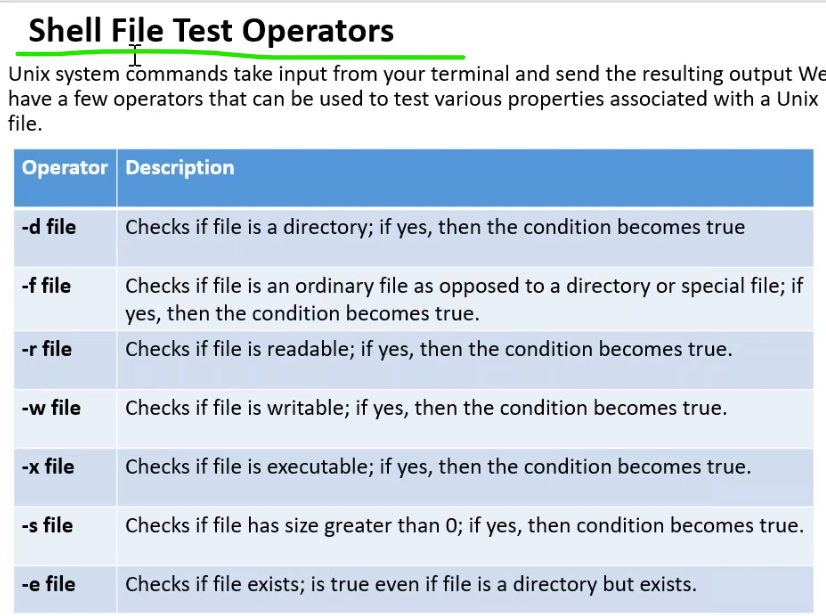 Shell File Test Operators
Unix system commands take input from your terminal and send the resulting output We
have a few operators that can be used to test various properties associated with a Unix
file.
Operator Description
-d file Checks if file is a directory; if yes, then the condition becomes true
-f file Checks if file is an ordinary file as opposed to a directory or special file; if
yes, then the condition becomes true.
-r file Checks if file is readable; if yes, then the condition becomes true.
-w file Checks if file is writable; if yes, then the condition becomes true.
-x file Checks if file is executable; if yes, then the condition becomes true.
-s file Checks if file has size greater than 0; if yes, then condition becomes true.
-e file Checks if file exists; is true even if file is a directory but exists.